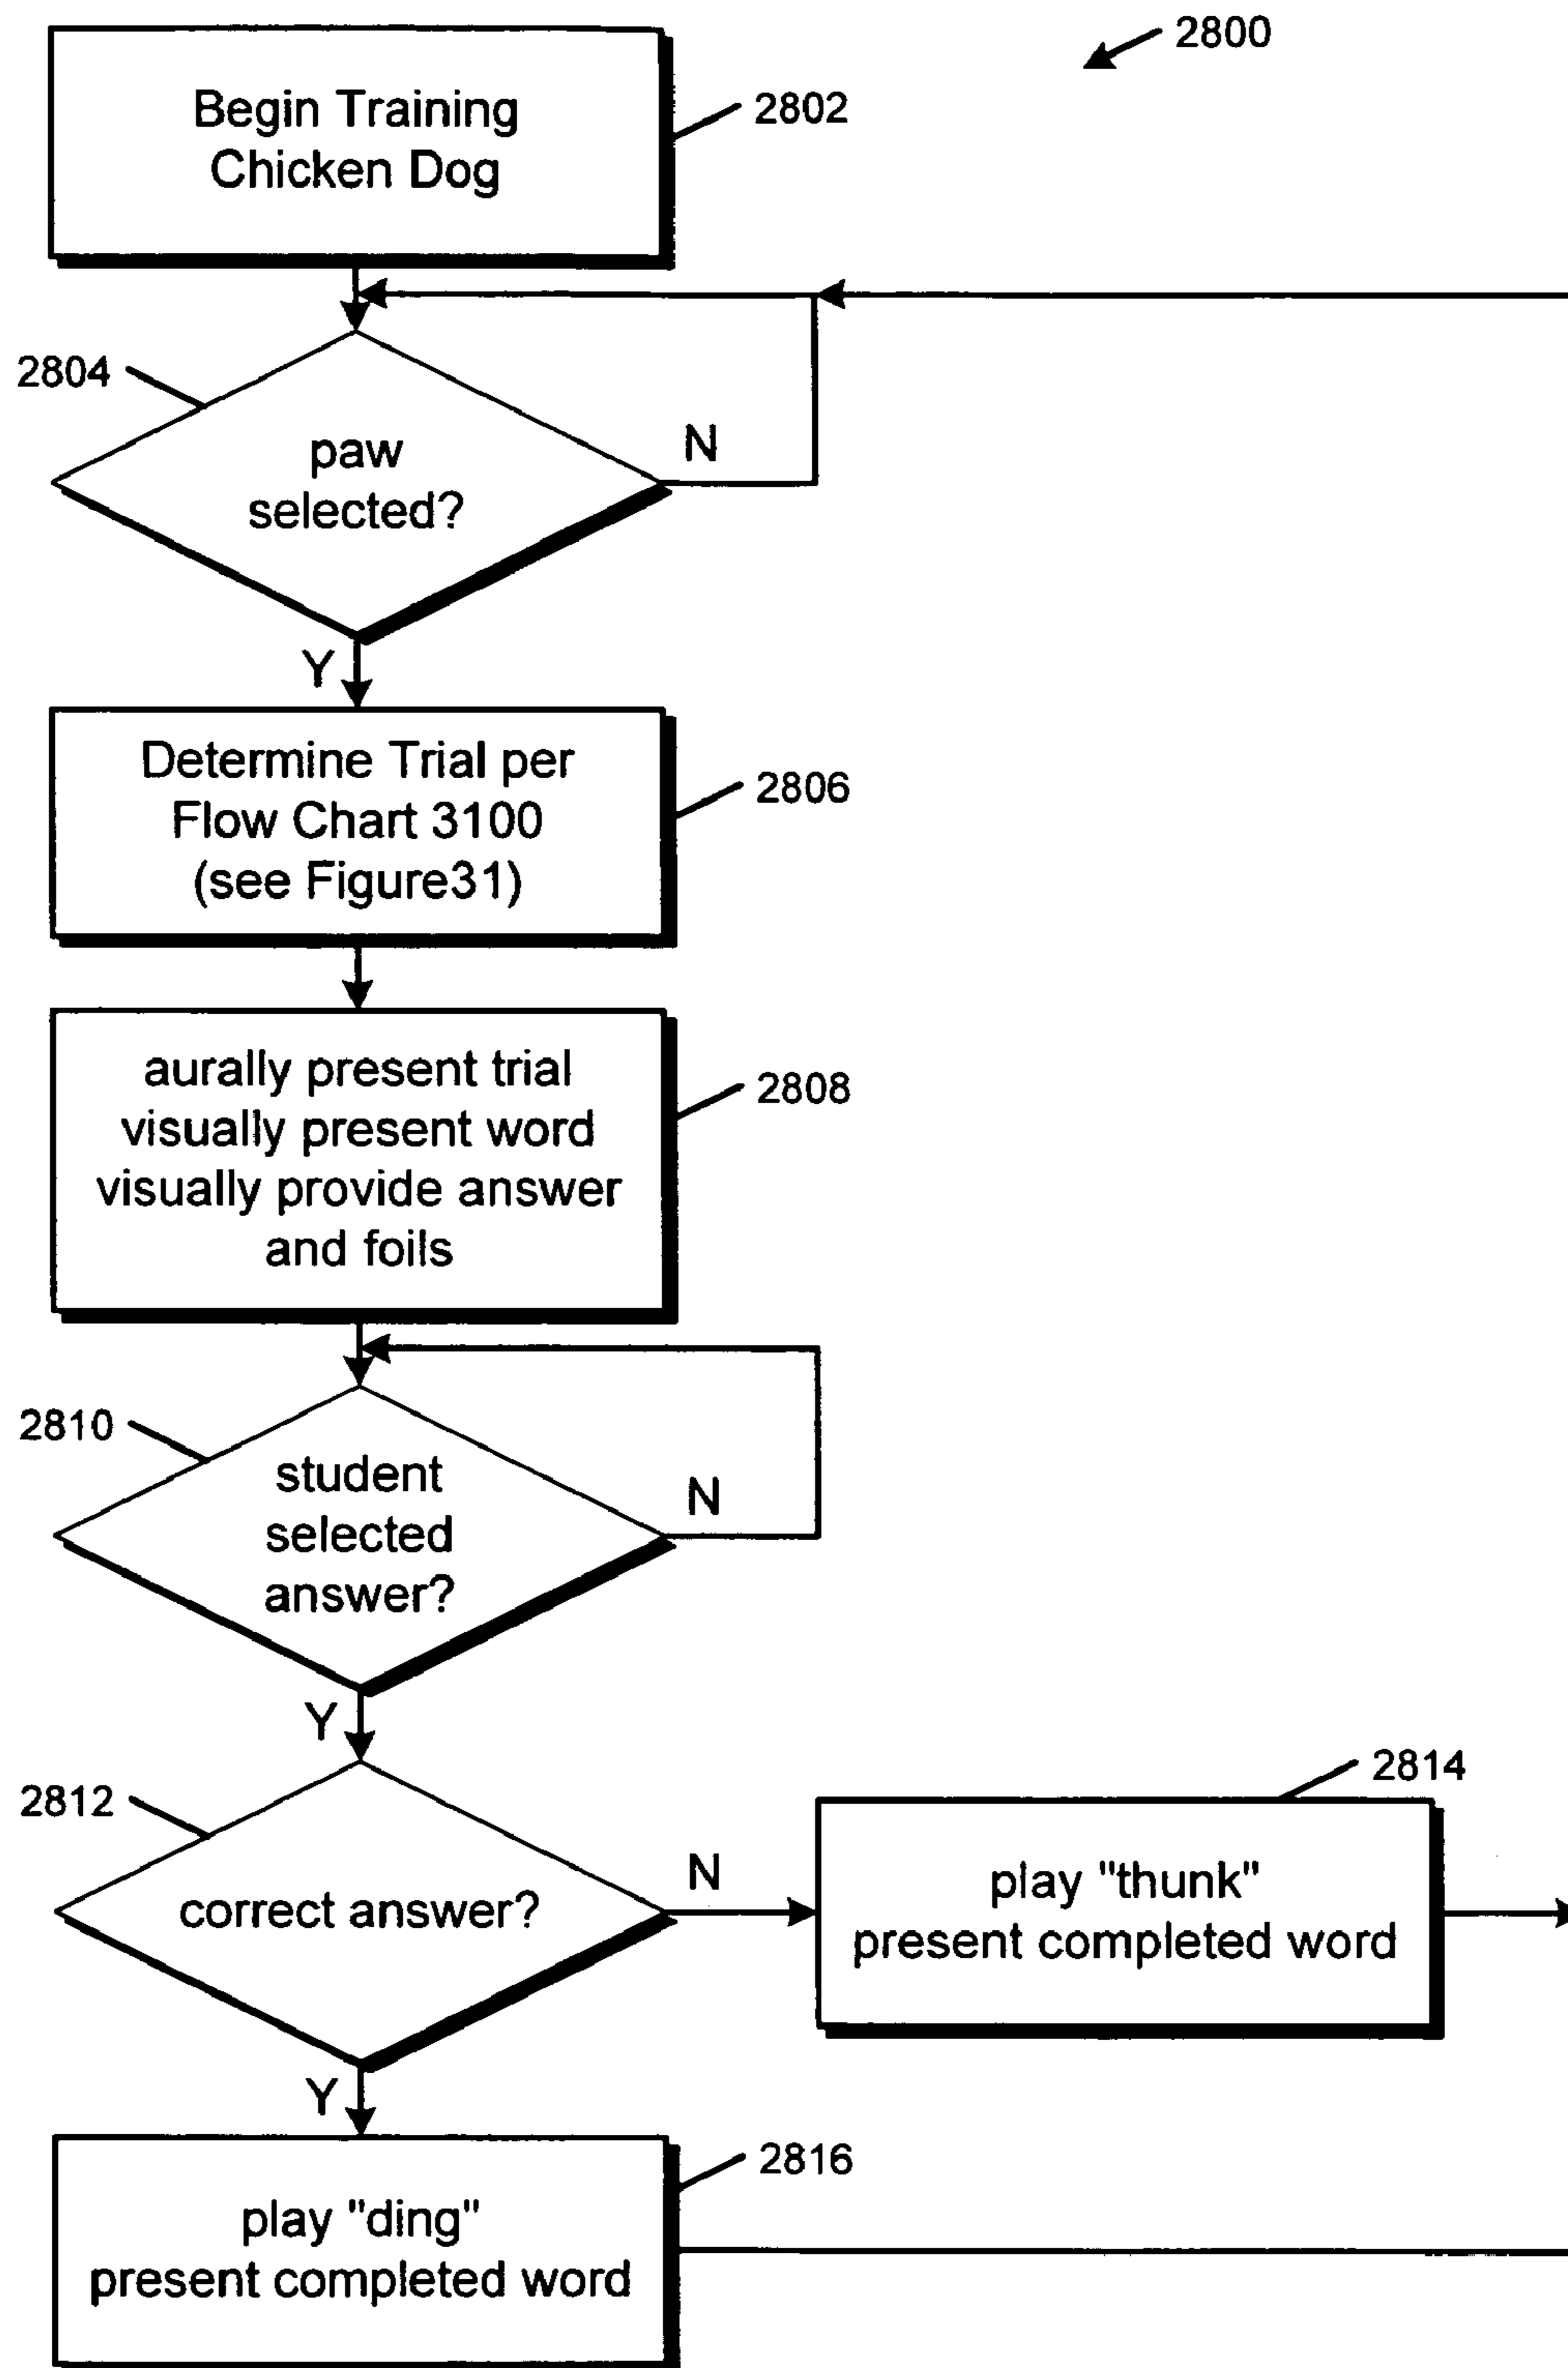 2800
Begin Training
Chicken Dog
2802
2804
paw
selected?
N
Y
Determine Trial per
Flow Chart 3100
(see Figure31)
2806
aurally present trial
visually present word
visually provide answer
and foils
2808
2810
student
selected
answer?
N
Y
2812
correct answer?
N
2814
play "thunk"
present completed word
Y
2816
play "ding"
present completed word